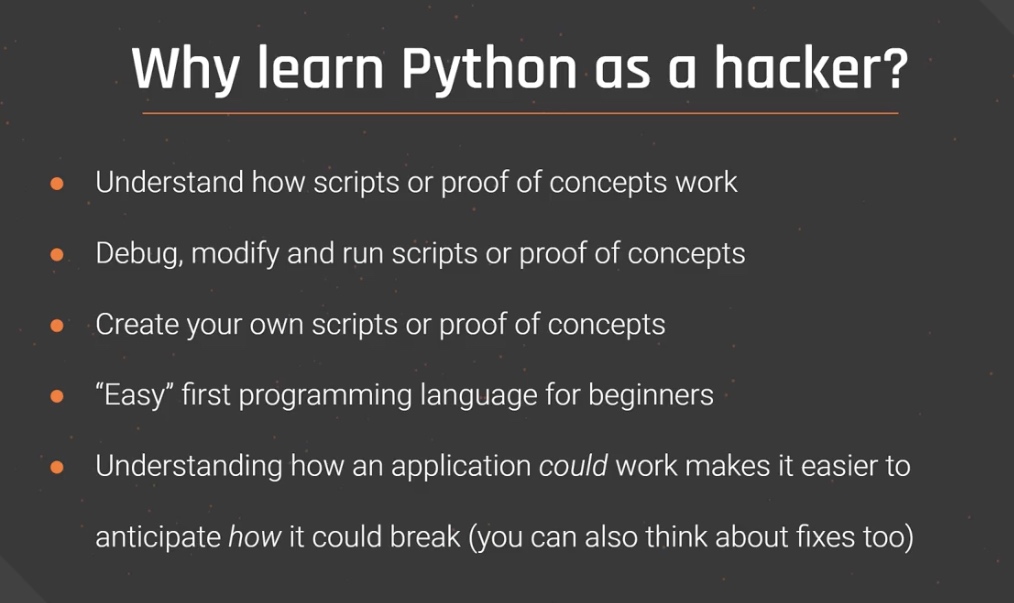 Why learn Python as a hacker?
Understand how scripts or proof of concepts work
Debug, modify and run scripts or proof of concepts
Create your own scripts or proof of concepts
“Easy” first programming language for beginners
Understanding how an application could work makes it easier to
anticipate how it could break (you can also think about fixes too)